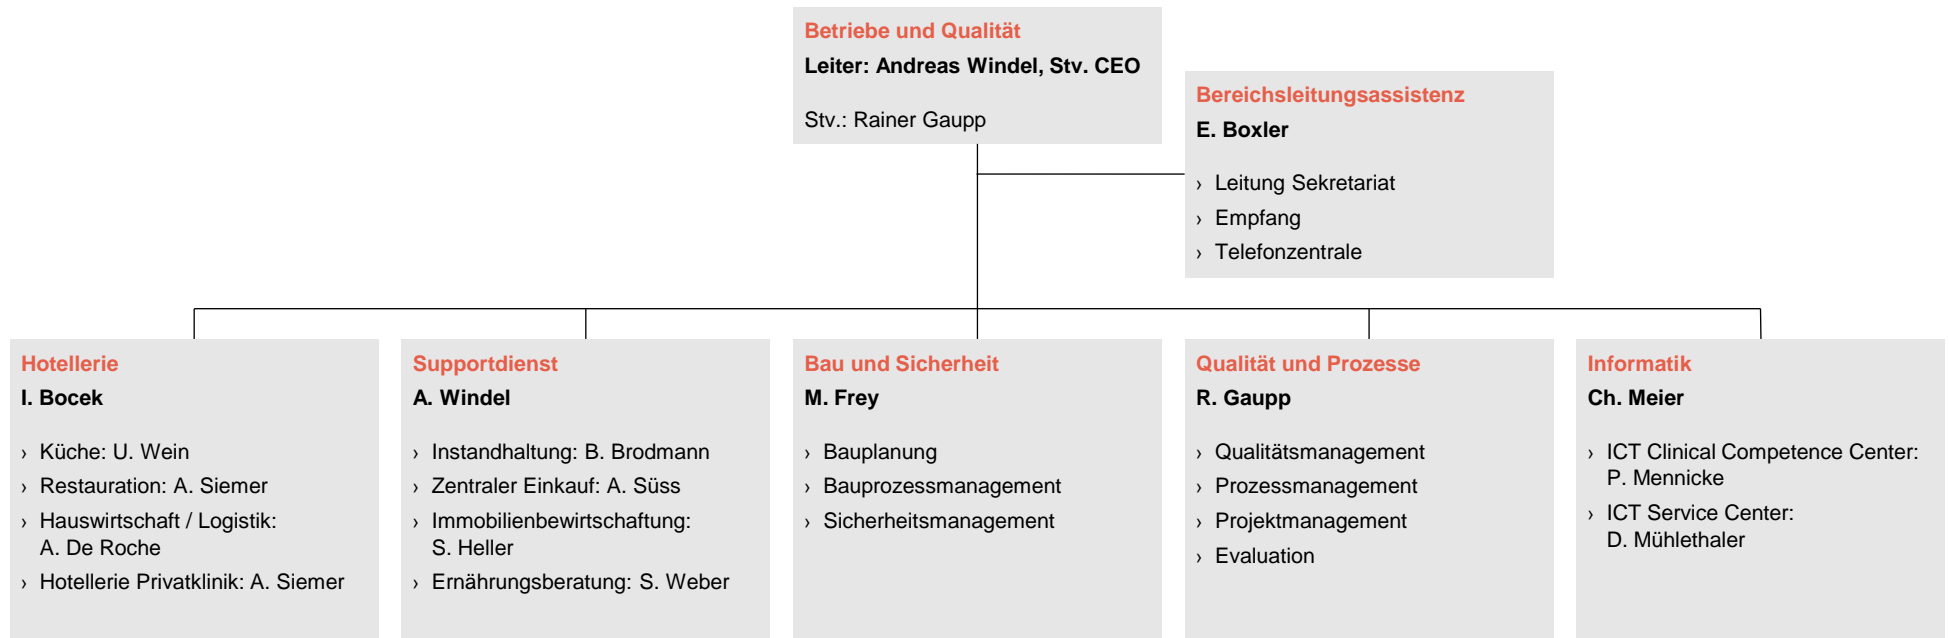 Betriebe und Qualität
Leiter: Andreas Windel, Stv. CEO
Stv.: Rainer Gaupp
Bereichsleitungsassistenz
E. Boxler
› Leitung Sekretariat
› Empfang
› Telefonzentrale
Hotellerie
I. Bocek
› Küche: U. Wein
› Restauration: A. Siemer
› Hauswirtschaft / Logistik:
A. De Roche
› Hotellerie Privatklinik: A. Siemer
Supportdienst
A. Windel
› Instandhaltung: B. Brodmann
› Zentraler Einkauf: A. Süss
› Immobilienbewirtschaftung:
S. Heller
› Ernährungsberatung: S. Weber
Bau und Sicherheit
M. Frey
› Bauplanung
› Bauprozessmanagement
› Sicherheitsmanagement
Qualität und Prozesse
R. Gaupp
› Qualitätsmanagement
› Prozessmanagement
› Projektmanagement
› Evaluation
Informatik
Ch. Meier
› ICT Clinical Competence Center:
P. Mennicke
› ICT Service Center:
D. Mühlethaler